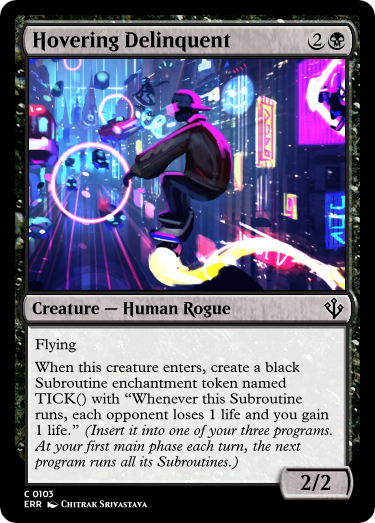 Hovering Delinquent 2
Creature — Human Rogue
Flying
When this creature enters, create a black
Subroutine enchantment token named
TICK() with “Whenever this Subroutine
runs, each opponent loses 1 life and you gain
1 life.” (Insert it into one of your three programs.
At your first main phase each turn, the next
program runs all its Subroutines.)
2/2
C 0103
ERR Chitrak Srivastava